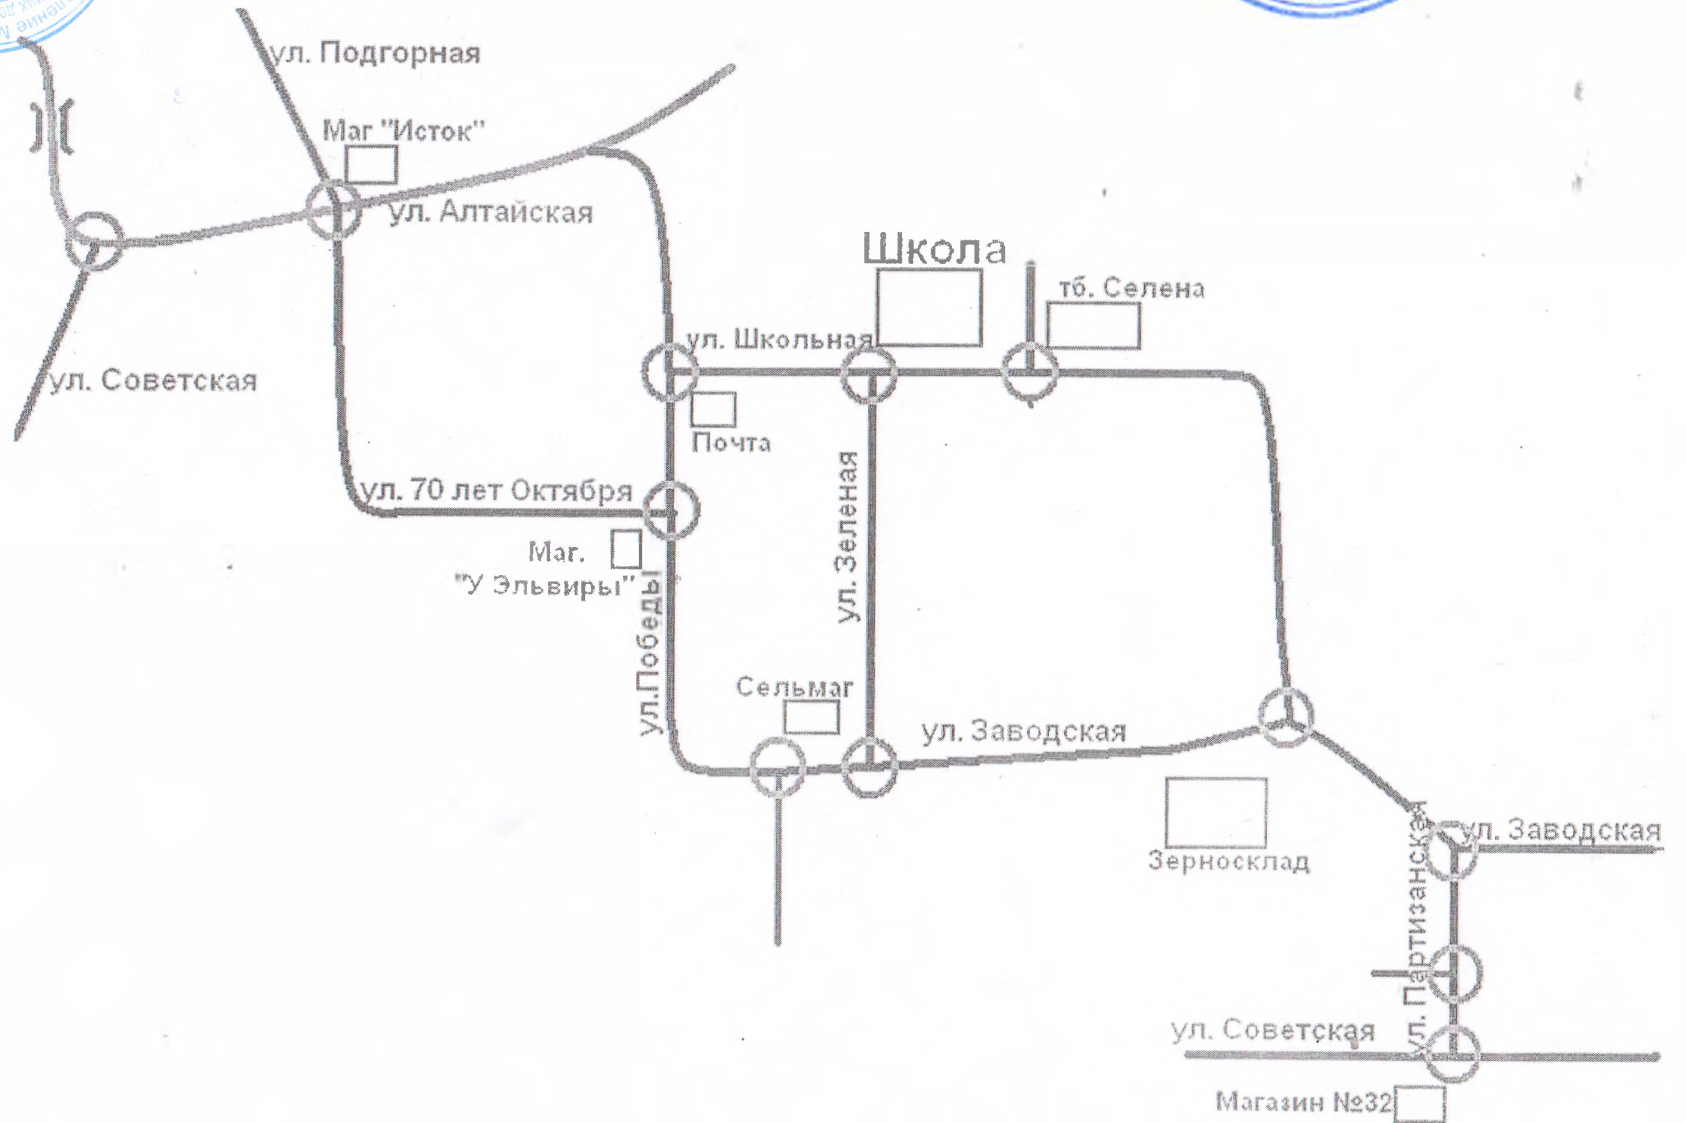 ул. Подгорная
Маг "Исток"
ул. Алтайская
Школа
тб. Селена
ул. Школьная
ул. Советская
Почта
ул. 70 лет Октября
ул. Зеленая
Маг.
"У Эльвиры"
ул.Победы
Сельмаг
ул. Заводская
ул. Заводская
Зерносклад
ул. Партизанская
ул. Советская
Магазин №32